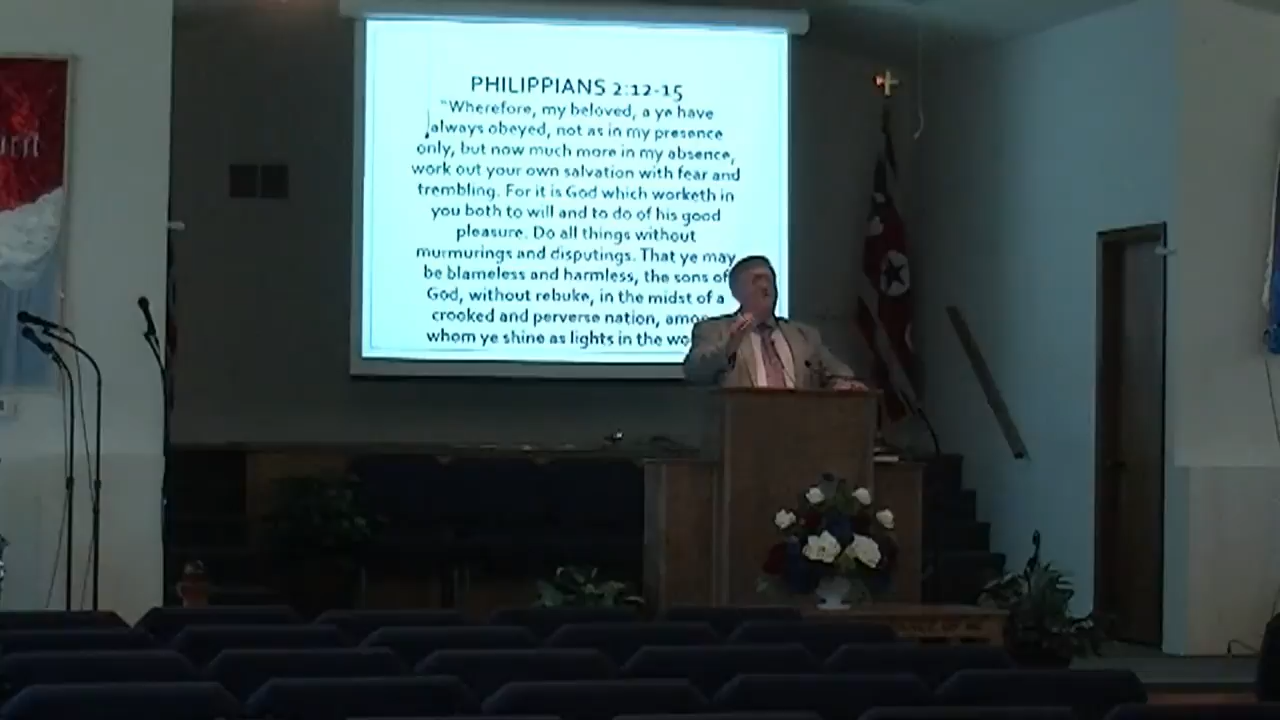 PHILIPPIANS 2:12-15
"Wherefore, my beloved, a ye have
always obeyed, not as in my presence
only, but now much more in my absence,
work out your own salvation with fear and
trembling. For it is God which worketh in
you both to will and to do of his good
pleasure. Do all things without
murmurings and disputings. That ye may
be blameless and harmless, the sons of
God, without rebuke, in the midst of a
crooked and perverse nation,
whom ye shine as lights in the